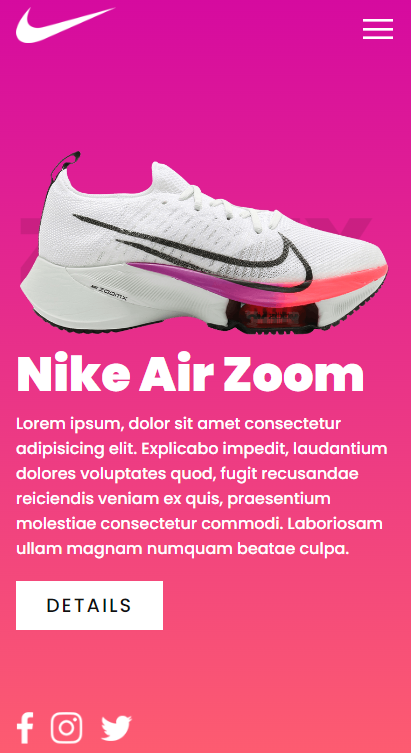 ZOOMX
Nike Air Zoom
Lorem ipsum, dolor sit amet consectetur
adipisicing elit. Explicabo impedit, laudantium
dolores voluptates quod, fugit recusandae
reiciendis veniam ex quis, praesentium
molestiae consectetur commodi. Laboriosam
ullam magnam numquam beatae culpa.
DETAILS